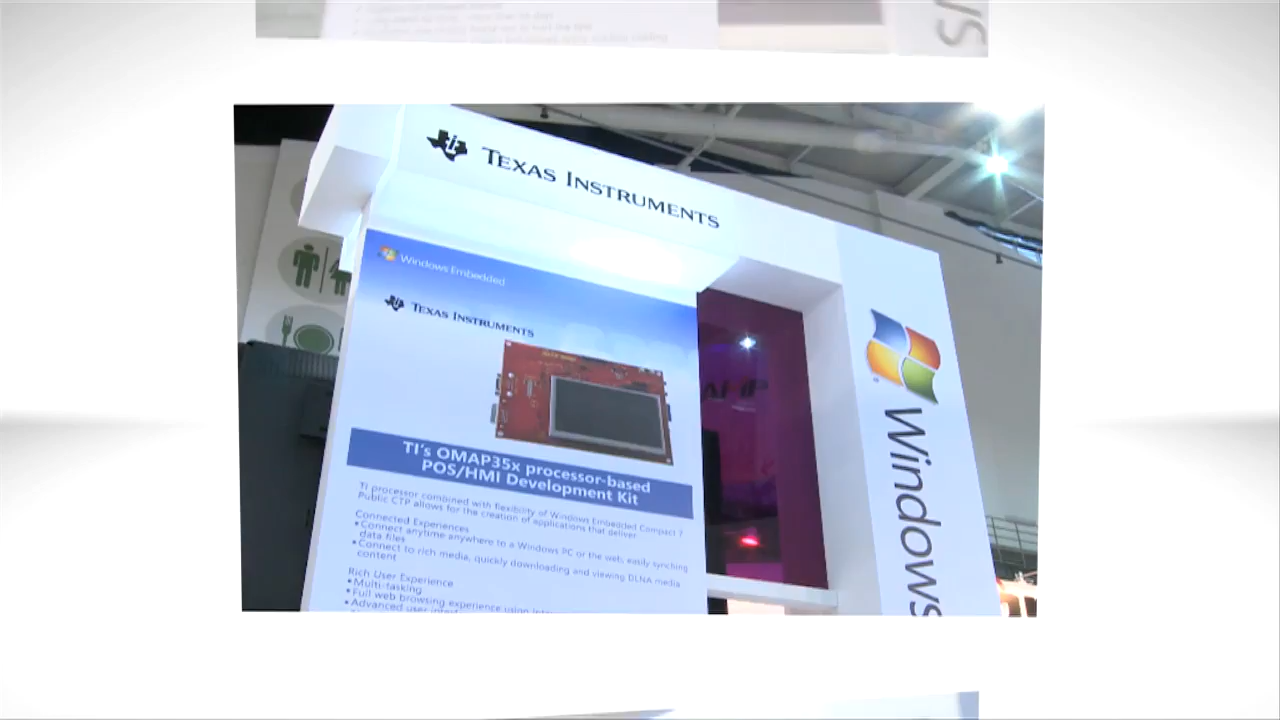 TEXAS INSTRUMENTS
Windows Embedded
TEXAS INSTRUMENTS
TI's OMAP35x processor-based
POS/HMI Development Kit
TI processor combined with flexibility of Windows Embedded Compact 7
Public CTP allows for the creation of applications that deliver
Connected Experiences
•Connect anytime anywhere to a Windows PC or the web, easily synching
data files
•Connect to rich media, quickly downloading and viewing DLNA media
content
Rich User Experience
•Multi-tasking
•Full web browsing experience using
•Advanced user
Windows